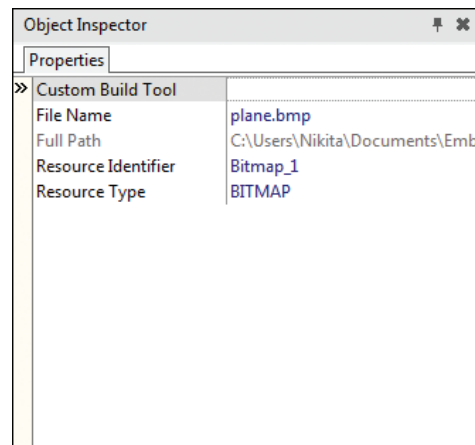 Object Inspector
Properties
Custom Build Tool
File Name plane.bmp
Full Path C:\Users\Nikita\Documents\Emb
Resource Identifier Bitmap_1
Resource Type BITMAP